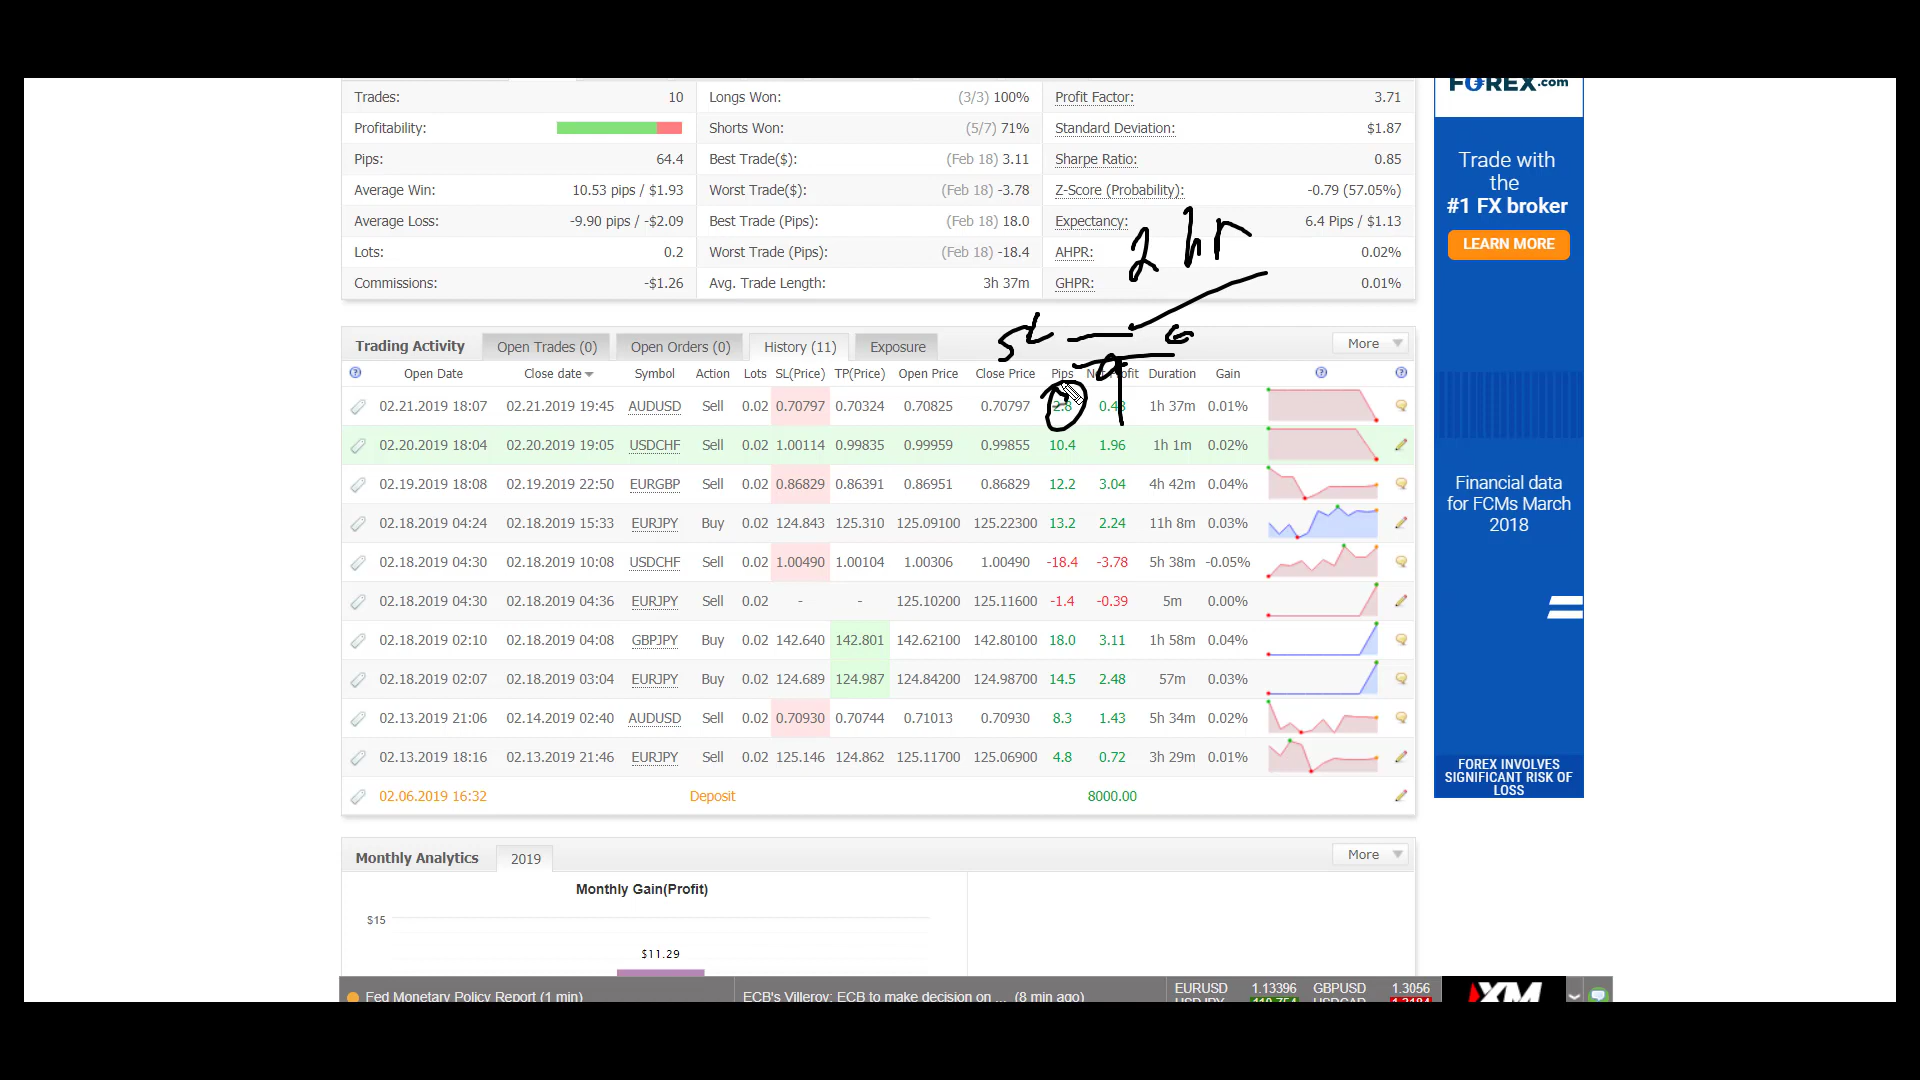 FOREX.com
Trades: 10 Longs Won: (3/3) 100% Profit Factor: 3.71
Profitability: Shorts Won: (5/7) 71% Standard Deviation: $1.87
Pips: 64.4 Best Trade($): (Feb 18) 3.11 Sharpe Ratio: 0.85
Average Win: 10.53 pips / $1.93 Worst Trade($): (Feb 18) -3.78 Z-Score (Probability): -0.79 (57.05%)
Average Loss: -9.90 pips / -$2.09 Best Trade (Pips): (Feb 18) 18.0 Expectancy: 6.4 Pips / $1.13
Lots: 0.2 Worst Trade (Pips): (Feb 18) -18.4 AHPR: 0.02%
Commissions: -$1.26 Avg. Trade Length: 3h 37m GHPR: 0.01%
2 hr
Trade with
the
#1 FX broker
LEARN MORE
Financial data
for FCMs March
2018
FOREX INVOLVES
SIGNIFICANT RISK OF
LOSS
Trading Activity Open Trades (0) Open Orders (0) History (11) Exposure More
Open Date Close date Symbol Action Lots SL(Price) TP(Price) Open Price Close Price Pips Net Profit Duration Gain
02.21.2019 18:07 02.21.2019 19:45 AUDUSD Sell 0.02 0.70797 0.70324 0.70825 0.70797 2.8 1h 37m 0.01%
02.20.2019 18:04 02.20.2019 19:05 USDCHF Sell 0.02 1.00114 0.99835 0.99959 0.99855 10.4 1.96 1h 1m 0.02%
02.19.2019 18:08 02.19.2019 22:50 EURGBP Sell 0.02 0.86829 0.86391 0.86951 0.86829 12.2 3.04 4h 42m 0.04%
02.18.2019 04:24 02.18.2019 15:33 EURJPY Buy 0.02 124.843 125.310 125.09100 125.22300 13.2 2.24 11h 8m 0.03%
02.18.2019 04:30 02.18.2019 10:08 USDCHF Sell 0.02 1.00490 1.00104 1.00306 1.00490 -18.4 -3.78 5h 38m -0.05%
02.18.2019 04:30 02.18.2019 04:36 EURJPY Sell 0.02 - - 125.10200 125.11600 -1.4 -0.39 5m 0.00%
02.18.2019 02:10 02.18.2019 04:08 GBPJPY Buy 0.02 142.640 142.801 142.62100 142.80100 18.0 3.11 1h 58m 0.04%
02.18.2019 02:07 02.18.2019 03:04 EURJPY Buy 0.02 124.689 124.987 124.84200 124.98700 14.5 2.48 57m 0.03%
02.13.2019 21:06 02.14.2019 02:40 AUDUSD Sell 0.02 0.70930 0.70744 0.71013 0.70930 8.3 1.43 5h 34m 0.02%
02.13.2019 18:16 02.13.2019 21:46 EURJPY Sell 0.02 125.146 124.862 125.11700 125.06900 4.8 0.72 3h 29m 0.01%
02.06.2019 16:32 Deposit 8000.00
Monthly Analytics 2019 More
Monthly Gain(Profit)
$15
$11.29
Fed Monetary Policy Report (1 min) ECB's Villeroy: ECB to make decision on ... (8 min ago) EURUSD 1.13396 GBPUSD 1.3056
XM